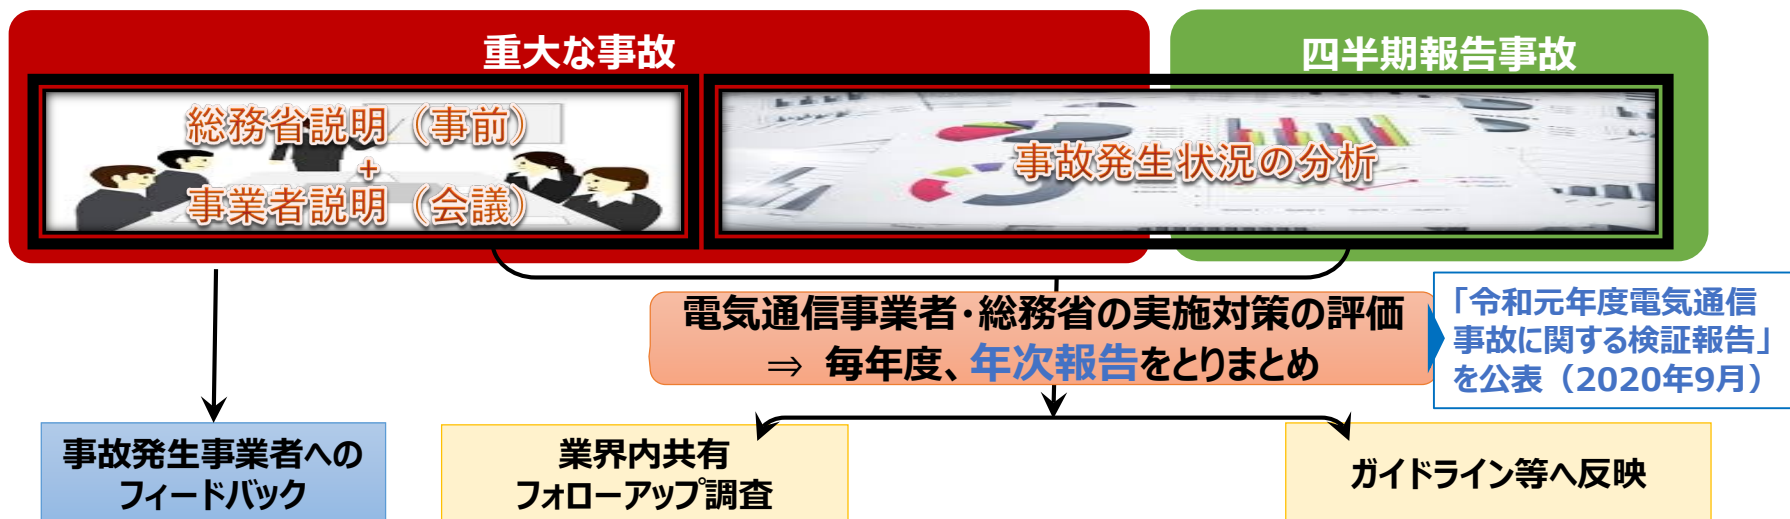 重大な事故
四半期報告事故
総務省説明（事前）
+
事業者説明（会議）
事故発生状況の分析
電気通信事業者・総務省の実施対策の評価
⇒ 毎年度、年次報告をとりまとめ
「令和元年度電気通信
事故に関する検証報告」
を公表（2020年9月）
事故発生事業者への
フィードバック
業界内共有
フォローアップ調査
ガイドライン等へ反映